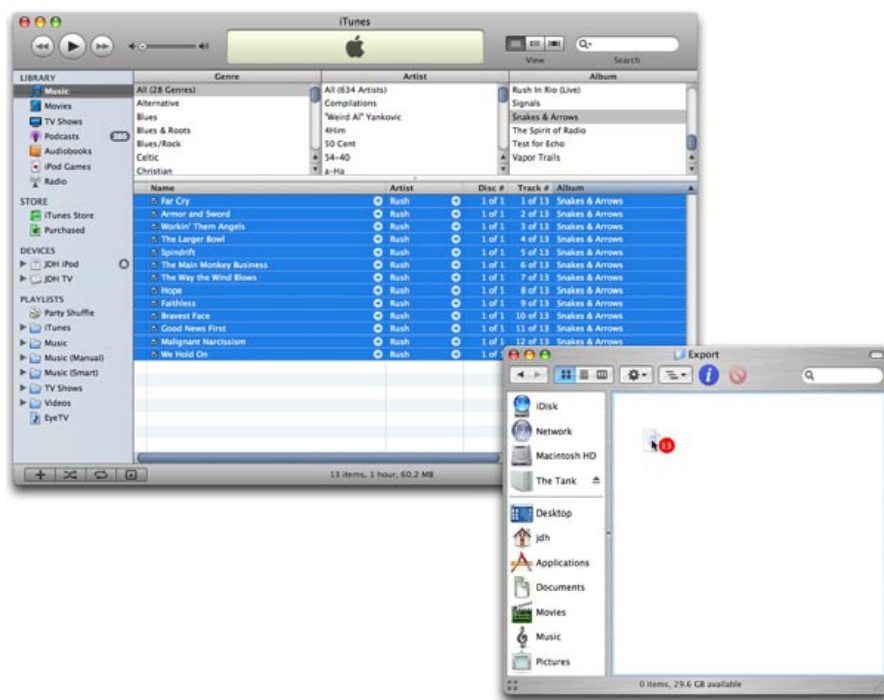 iTunes
View
Search
LIBRARY
Music
Movies
TV Shows
Podcasts
Audiobooks
iPod Games
Radio
STORE
iTunes Store
Purchased
DEVICES
JDH iPod
JDH TV
PLAYLISTS
Party Shuffle
iTunes
Music
Music (Manual)
Music (Smart)
TV Shows
Videos
EyeTV
Genre
All (28 Genres)
Alternative
Blues
Blues & Roots
Blues/Rock
Celtic
Christian
Artist
All (634 Artists)
Compilations
"Weird Al" Yankovic
4Him
50 Cent
54-40
a-Ha
Album
Rush In Rio (Live)
Signals
Snakes & Arrows
The Spirit of Radio
Test for Echo
Vapor Trails
Name Artist Disc # Track # Album
Far Cry Rush 1 of 1 1 of 13 Snakes & Arrows
Armor and Sword Rush 1 of 1 2 of 13 Snakes & Arrows
Workin' Them Angels Rush 1 of 1 3 of 13 Snakes & Arrows
The Larger Bowl Rush 1 of 1 4 of 13 Snakes & Arrows
Spindrift Rush 1 of 1 5 of 13 Snakes & Arrows
The Main Monkey Business Rush 1 of 1 6 of 13 Snakes & Arrows
The Way the Wind Blows Rush 1 of 1 7 of 13 Snakes & Arrows
Hope Rush 1 of 1 8 of 13 Snakes & Arrows
Faithless Rush 1 of 1 9 of 13 Snakes & Arrows
Bravest Face Rush 1 of 1 10 of 13 Snakes & Arrows
Good News First Rush 1 of 1 11 of 13 Snakes & Arrows
Malignant Narcissism Rush 1 of 1 12 of 13 Snakes & Arrows
We Hold On Rush 1 of
13 items, 1 hour, 60.2 MB
Export
iDisk
Network
Macintosh HD
The Tank
Desktop
jdh
Applications
Documents
Movies
Music
Pictures
13
0 items, 29.6 GB available